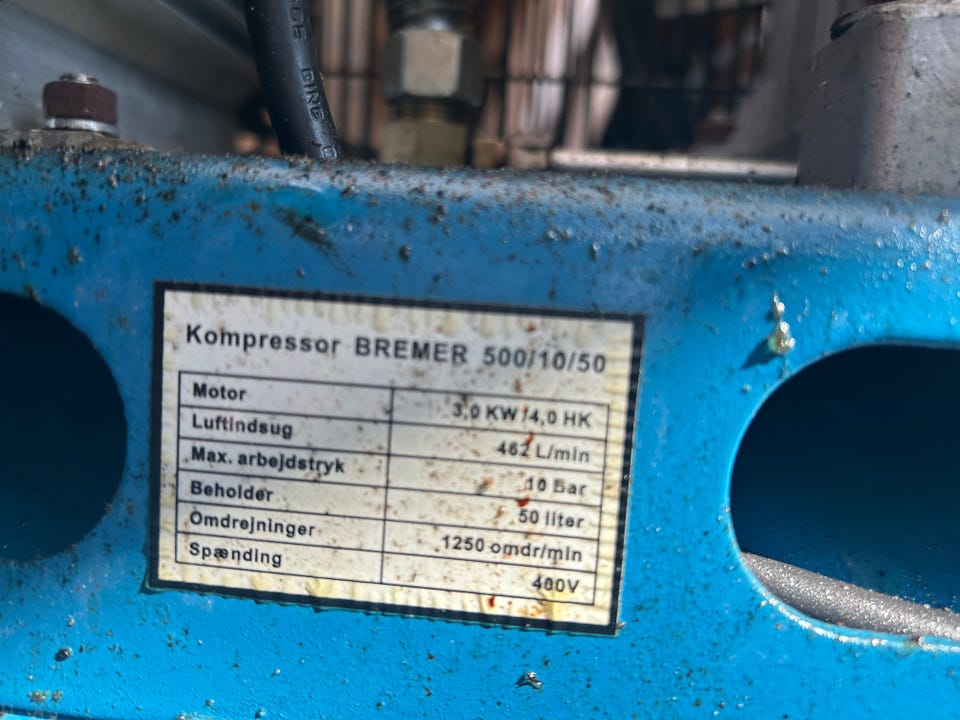 Kompressor BREMER 500/10/50
Motor 3,0 KW/4,0 HK
Luftindsug 462 L/min
Max. arbejdstryk 10 Bar
Beholder 50 liter
Omdrejninger 1250 omdr/min
Spænding 400V